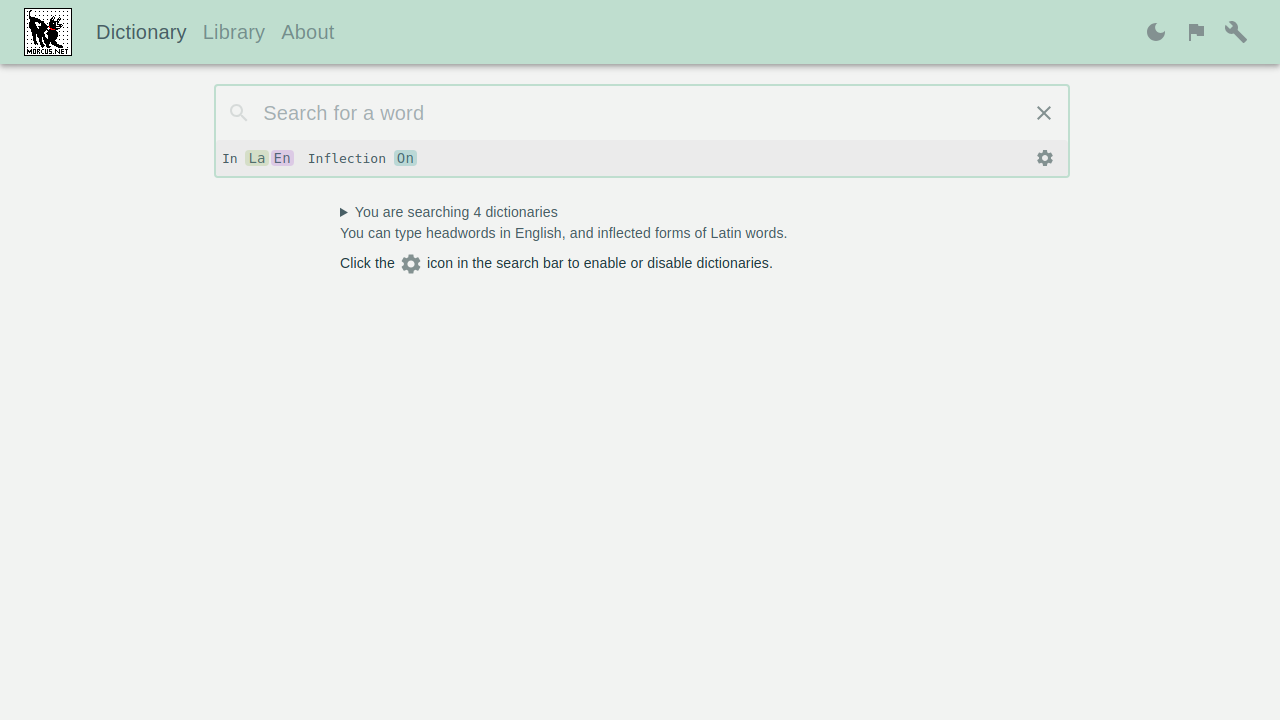 MORCUS.NET
Dictionary Library About
Search for a word
In La En Inflection On
You are searching 4 dictionaries
You can type headwords in English, and inflected forms of Latin words.
Click the icon in the search bar to enable or disable dictionaries.